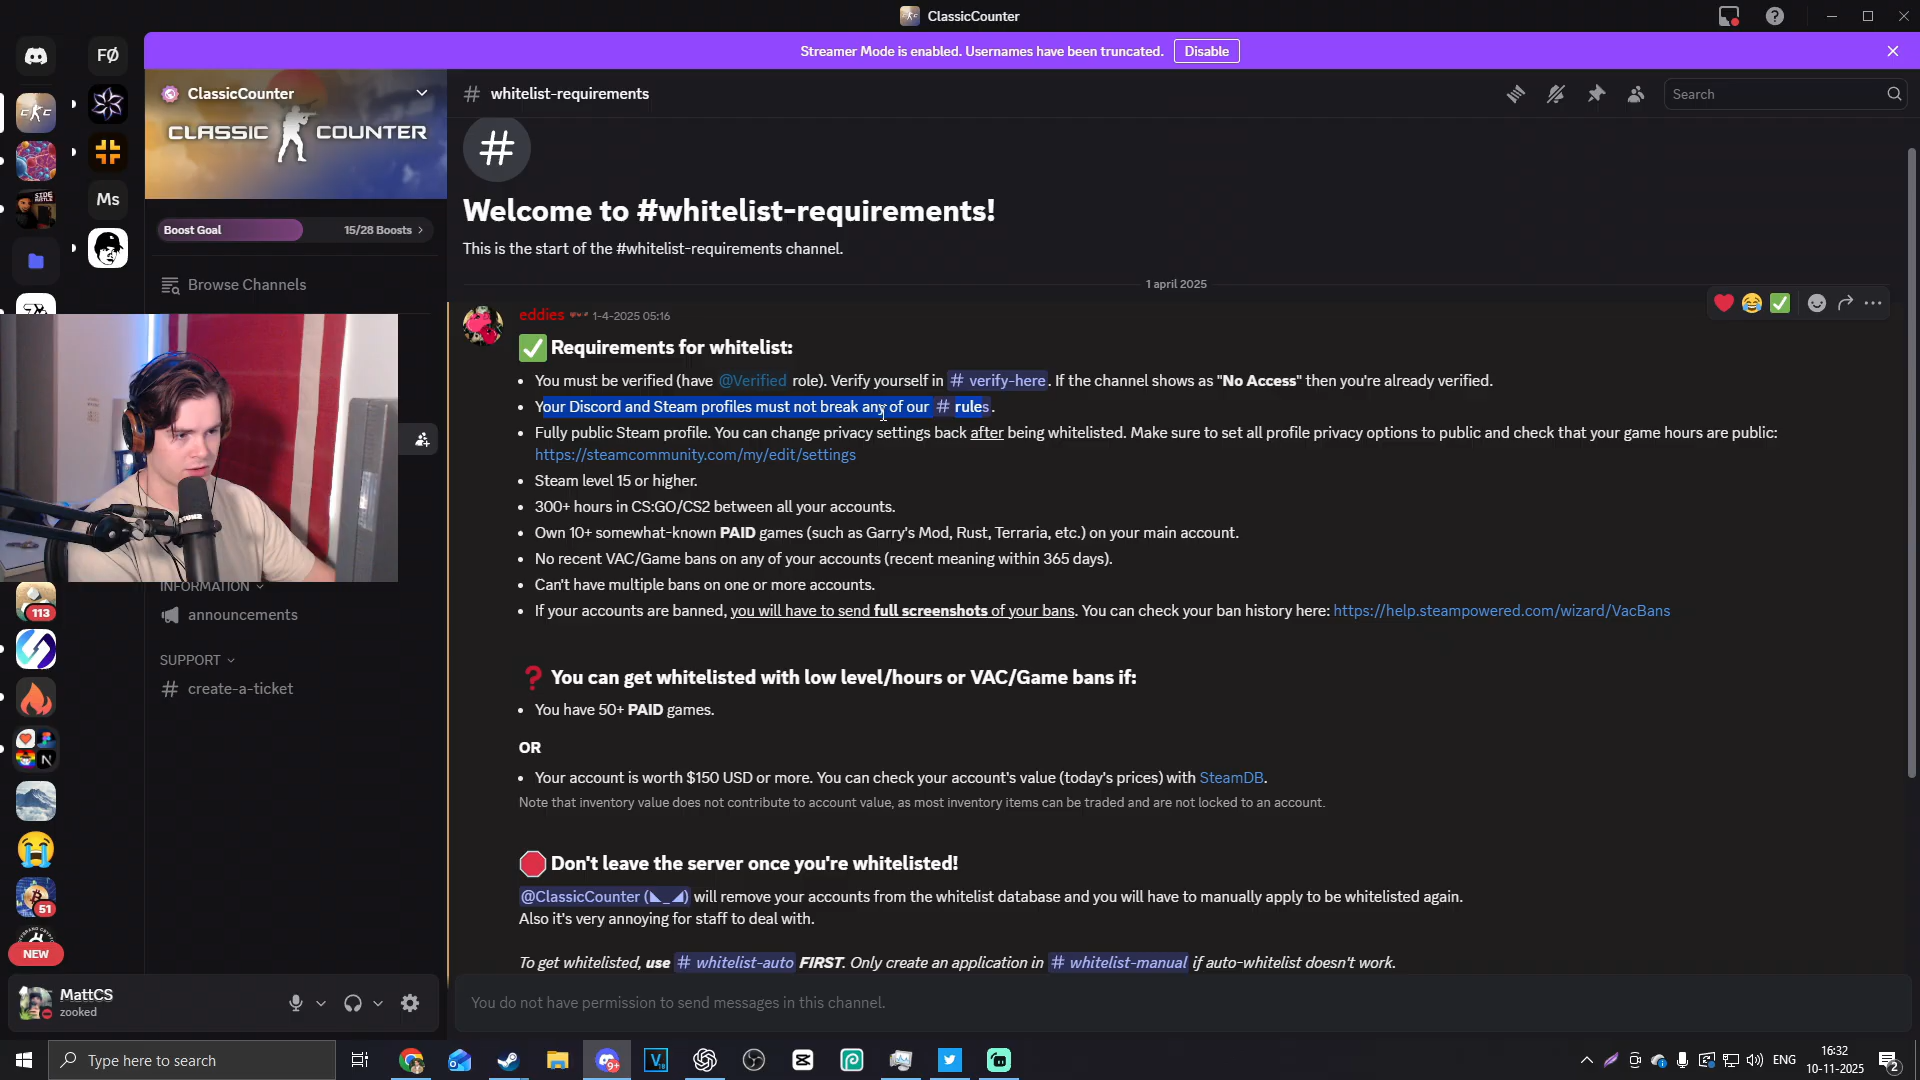 ClassicCounter
Streamer Mode is enabled. Usernames have been truncated. Disable
FØ
ClassicCounter
CLASSIC COUNTER
# whitelist-requirements
Search
Ms
Boost Goal 15/28 Boosts >
Browse Channels
INFORMATION
announcements
SUPPORT
# create-a-ticket
113
51
NEW
MattCS
zooked
#
Welcome to #whitelist-requirements!
This is the start of the #whitelist-requirements channel.
1 april 2025
eddies 1-4-2025 05:16
✅ Requirements for whitelist:
• You must be verified (have @Verified role). Verify yourself in # verify-here. If the channel shows as "No Access" then you're already verified.
• Your Discord and Steam profiles must not break any of our # rules.
• Fully public Steam profile. You can change privacy settings back after being whitelisted. Make sure to set all profile privacy options to public and check that your game hours are public:
https://steamcommunity.com/my/edit/settings
• Steam level 15 or higher.
• 300+ hours in CS:GO/CS2 between all your accounts.
• Own 10+ somewhat-known PAID games (such as Garry's Mod, Rust, Terraria, etc.) on your main account.
• No recent VAC/Game bans on any of your accounts (recent meaning within 365 days).
• Can't have multiple bans on one or more accounts.
• If your accounts are banned, you will have to send full screenshots of your bans. You can check your ban history here: https://help.steampowered.com/wizard/VacBans
❓ You can get whitelisted with low level/hours or VAC/Game bans if:
• You have 50+ PAID games.
OR
• Your account is worth $150 USD or more. You can check your account's value (today's prices) with SteamDB.
Note that inventory value does not contribute to account value, as most inventory items can be traded and are not locked to an account.
🛑 Don't leave the server once you're whitelisted!
@ClassicCounter (◣_◢) will remove your accounts from the whitelist database and you will have to manually apply to be whitelisted again.
Also it's very annoying for staff to deal with.
To get whitelisted, use # whitelist-auto FIRST. Only create an application in # whitelist-manual if auto-whitelist doesn't work.
You do not have permission to send messages in this channel.
Type here to search
ENG
16:32
10-11-2025
2